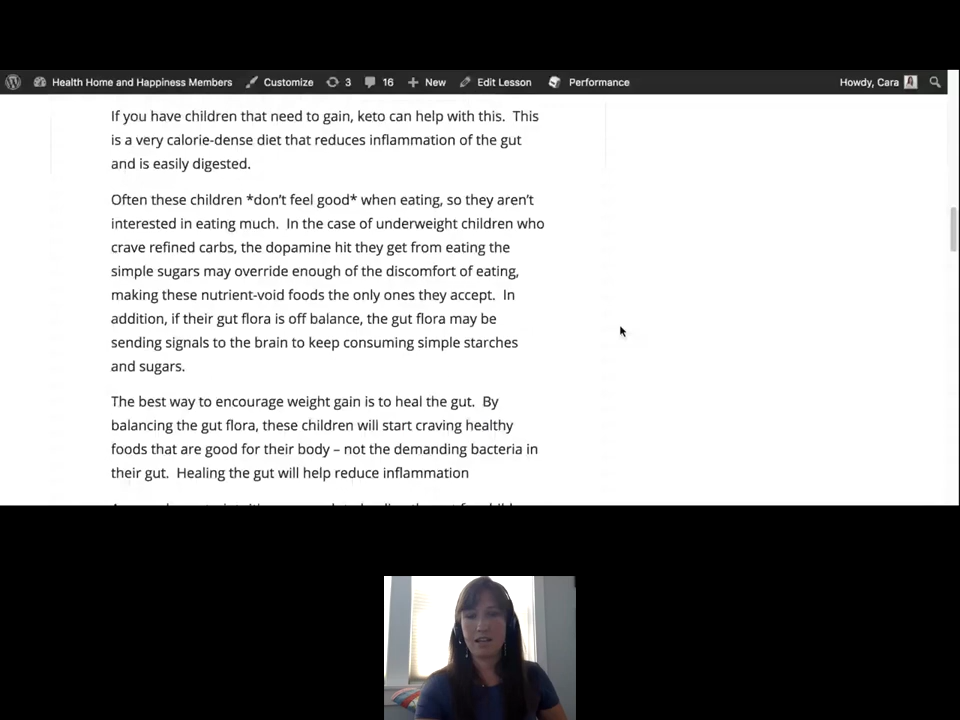 Health Home and Happiness Members Customize 3 16 New Edit Lesson Performance Howdy, Cara
If you have children that need to gain, keto can help with this.  This
is a very calorie-dense diet that reduces inflammation of the gut
and is easily digested.
Often these children *don’t feel good* when eating, so they aren’t
interested in eating much.  In the case of underweight children who
crave refined carbs, the dopamine hit they get from eating the
simple sugars may override enough of the discomfort of eating,
making these nutrient-void foods the only ones they accept.  In
addition, if their gut flora is off balance, the gut flora may be
sending signals to the brain to keep consuming simple starches
and sugars.
The best way to encourage weight gain is to heal the gut.  By
balancing the gut flora, these children will start craving healthy
foods that are good for their body – not the demanding bacteria in
their gut.  Healing the gut will help reduce inflammation